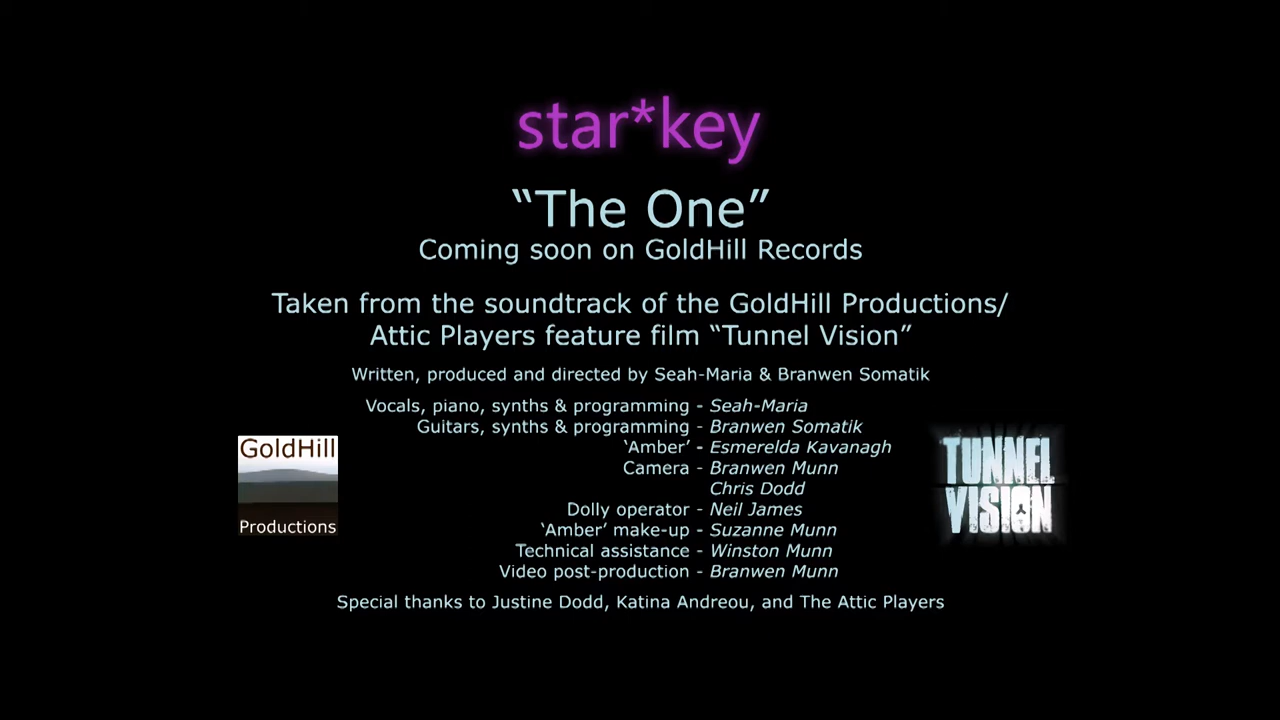 star*key
“The One”
Coming soon on GoldHill Records
Taken from the soundtrack of the GoldHill Productions/
Attic Players feature film “Tunnel Vision”
Written, produced and directed by Seah-Maria & Branwen Somatik
Vocals, piano, synths & programming - Seah-Maria
Guitars, synths & programming - Branwen Somatik
‘Amber’ - Esmerelda Kavanagh
Camera - Branwen Munn
Chris Dodd
Dolly operator - Neil James
‘Amber’ make-up - Suzanne Munn
Technical assistance - Winston Munn
Video post-production - Branwen Munn
Special thanks to Justine Dodd, Katina Andreou, and The Attic Players
GoldHill
Productions
TUNNEL
VISION